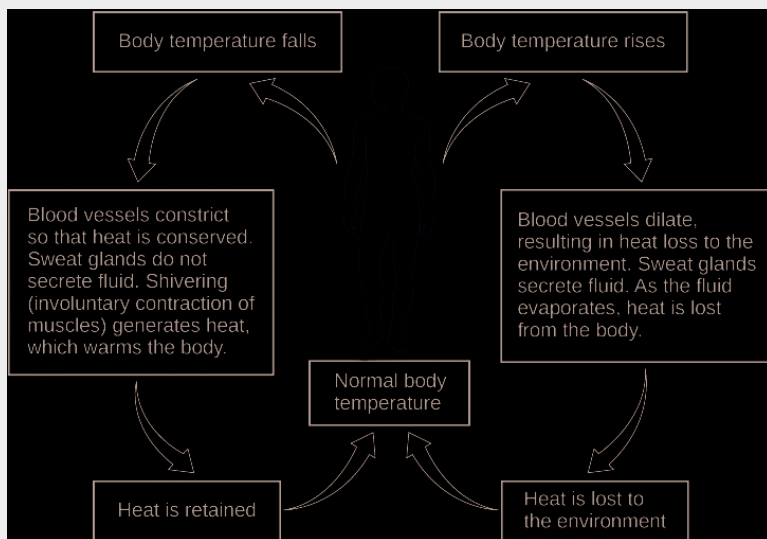 Body temperature falls
Body temperature rises
Blood vessels constrict
so that heat is conserved.
Sweat glands do not
secrete fluid. Shivering
(involuntary contraction of
muscles) generates heat,
which warms the body.
Blood vessels dilate,
resulting in heat loss to the
environment. Sweat glands
secrete fluid. As the fluid
evaporates, heat is lost
from the body.
Normal body
temperature
Heat is retained
Heat is lost to
the environment